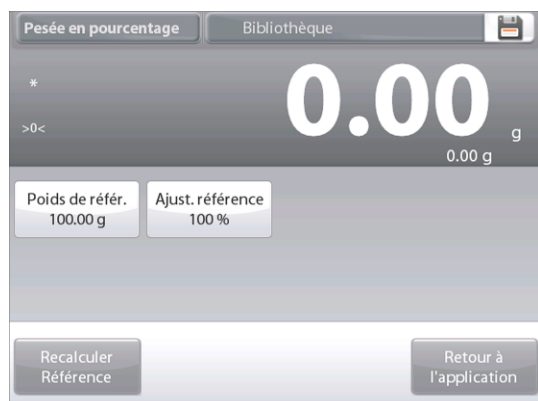 Pesée en pourcentage Bibliothèque
*
>0<
0.00 g
0.00 g
Poids de référ. Ajust. référence
100.00 g 100 %
Recalculer Retour à
Référence l'application